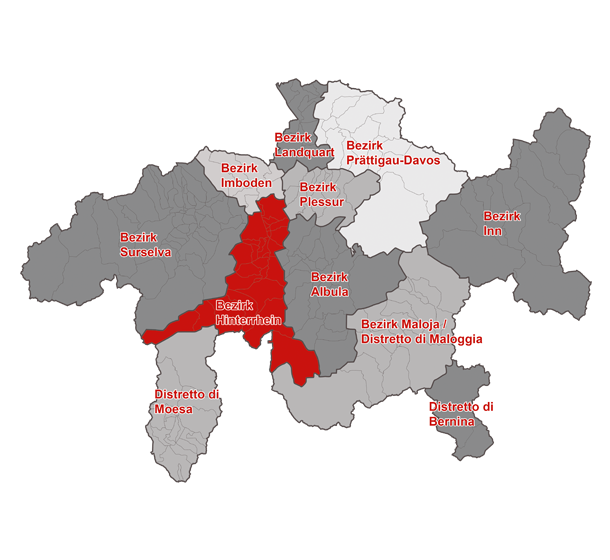 Bezirk
Landquart
Bezirk
Prättigau-Davos
Bezirk
Imboden
Bezirk
Plessur
Bezirk
Inn
Bezirk
Surselva
Bezirk
Albula
Bezirk
Hinterrhein
Bezirk Maloja /
Distretto di Maloggia
Distretto di
Moesa
Distretto di
Bernina